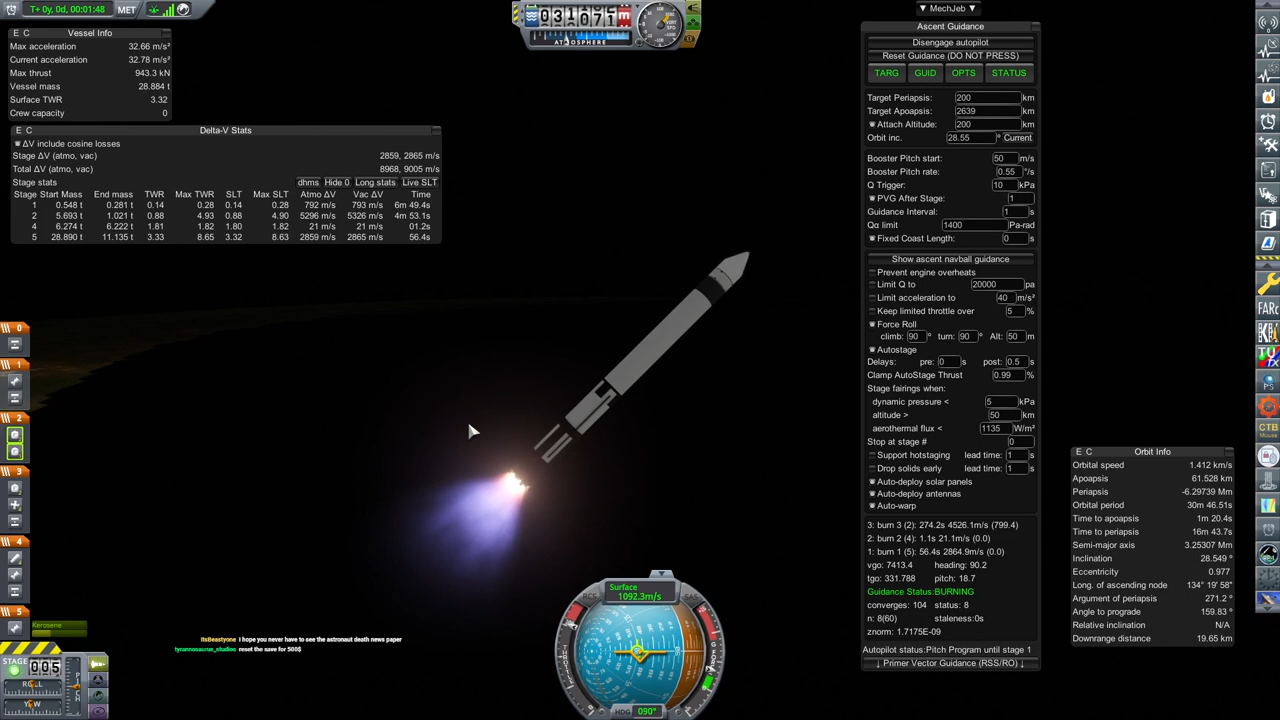 T+ 0y, 0d, 00:01:48 MET
E C Vessel Info
Max acceleration 32.66 m/s²
Current acceleration 32.78 m/s²
Max thrust 943.3 kN
Vessel mass 28.884 t
Surface TWR 3.32
Crew capacity 0
E C Delta-V Stats
ΔV include cosine losses
Stage ΔV (atmo, vac) 2859, 2865 m/s
Total ΔV (atmo, vac) 8968, 9005 m/s
Stage stats dhms Hide 0 Long stats Live SLT
Stage Start Mass End mass TWR Max TWR SLT Max SLT Atmo ΔV Vac ΔV Time
1 0.548 t 0.281 t 0.14 0.28 0.14 0.28 792 m/s 793 m/s 6m 49.4s
2 5.693 t 1.021 t 0.88 4.93 0.88 4.90 5296 m/s 5326 m/s 4m 53.1s
4 6.274 t 6.222 t 1.81 1.82 1.80 1.82 21 m/s 21 m/s 01.2s
5 28.890 t 11.135 t 3.33 8.65 3.32 8.63 2859 m/s 2865 m/s 56.4s
031071 m
ATMOSPHERE
▼ MechJeb ▼
Ascent Guidance
Disengage autopilot
Reset Guidance (DO NOT PRESS)
TARG GUID OPTS STATUS
Target Periapsis: 200 km
Target Apoapsis: 2639 km
Attach Altitude: 200 km
Orbit inc. 28.55 ° Current
Booster Pitch start: 50 m/s
Booster Pitch rate: 0.55 °/s
Q Trigger: 10 kPa
PVG After Stage: 1
Guidance Interval: 1 s
Qα limit 1400 Pa-rad
Fixed Coast Length: 0 s
Show ascent navball guidance
Prevent engine overheats
Limit Q to 20000 pa
Limit acceleration to 40 m/s²
Keep limited throttle over 5 %
Force Roll
climb: 90 ° turn: 90 ° Alt: 50 m
Autostage
Delays: pre: 0 s post: 0.5 s
Clamp AutoStage Thrust 0.99 %
Stage fairings when:
dynamic pressure < 5 kPa
altitude > 50 km
aerothermal flux < 1135 W/m²
Stop at stage # 0
Support hotstaging lead time: 1 s
Drop solids early lead time: 1 s
Auto-deploy solar panels
Auto-deploy antennas
Auto-warp
3: burn 3 (2): 274.2s 4526.1m/s (799.4)
2: burn 2 (4): 1.1s 21.1m/s (0.0)
1: burn 1 (5): 56.4s 2864.9m/s (0.0)
vgo: 7413.4 heading: 90.2
tgo: 331.788 pitch: 18.7
Guidance Status:BURNING
converges: 104 status: 8
n: 8(60) staleness:0s
znorm: 1.7175E-09
Autopilot status:Pitch Program until stage 1
↓ Primer Vector Guidance (RSS/RO) ↓
E C Orbit Info
Orbital speed 1.412 km/s
Apoapsis 61.528 km
Periapsis -6.29739 Mm
Orbital period 30m 46.51s
Time to apoapsis 1m 20.4s
Time to periapsis 16m 43.7s
Semi-major axis 3.25307 Mm
Inclination 28.549 °
Eccentricity 0.977
Long. of ascending node 134° 19' 58"
Argument of periapsis 271.2 °
Angle to prograde 159.83 °
Relative inclination N/A
Downrange distance 19.65 km
FARc
CTB
Mouse
0
1
2
3
4
5
Kerosene
STAGE 005
ROLL
YAW
PITCH
ItsBeastyone I hope you never have to see the astronaut death news paper
tyrannosaurus_studios reset the save for 500$
Surface
1092.3m/s
RCS SAS
HDG 090°